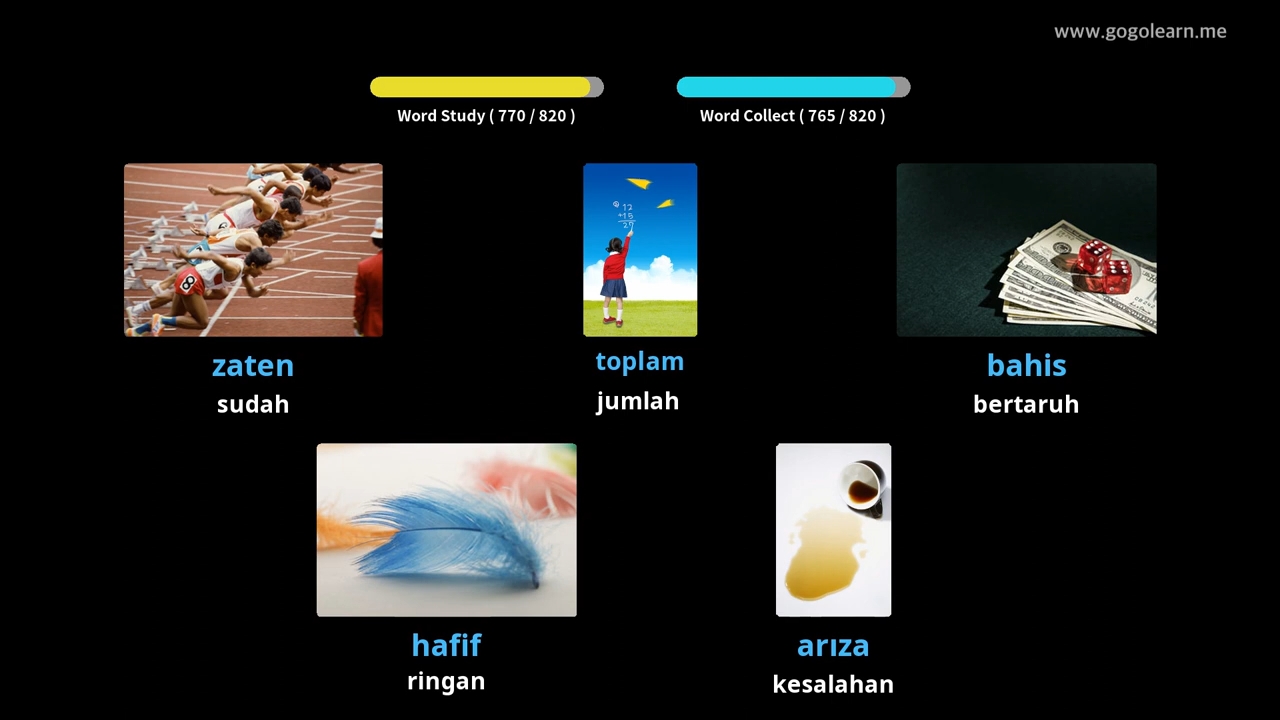 www.gogolearn.me
Word Study ( 770 / 820 )
Word Collect ( 765 / 820 )
zaten
sudah
toplam
jumlah
bahis
bertaruh
hafif
ringan
arıza
kesalahan